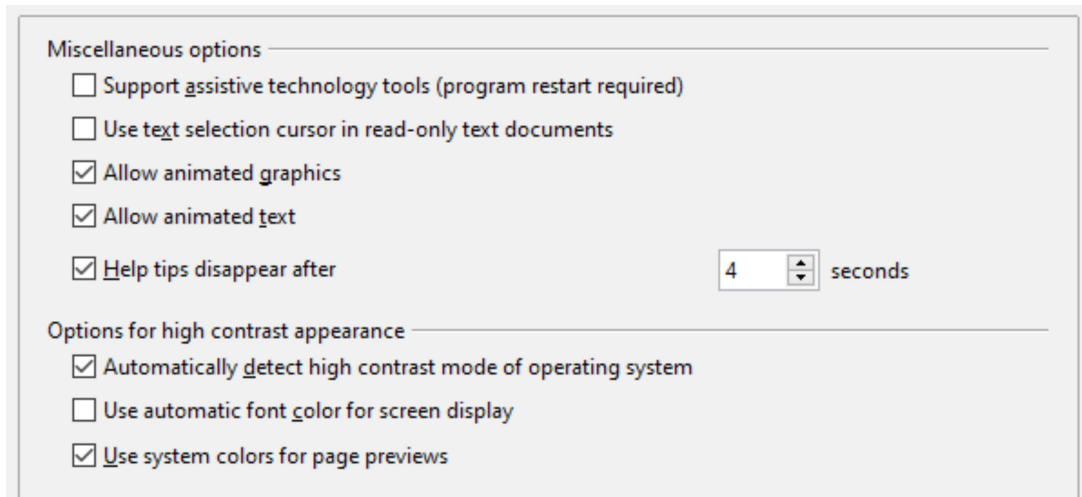 Miscellaneous options
Support assistive technology tools (program restart required)
Use text selection cursor in read-only text documents
Allow animated graphics
Allow animated text
Help tips disappear after 4 seconds
Options for high contrast appearance
Automatically detect high contrast mode of operating system
Use automatic font color for screen display
Use system colors for page previews